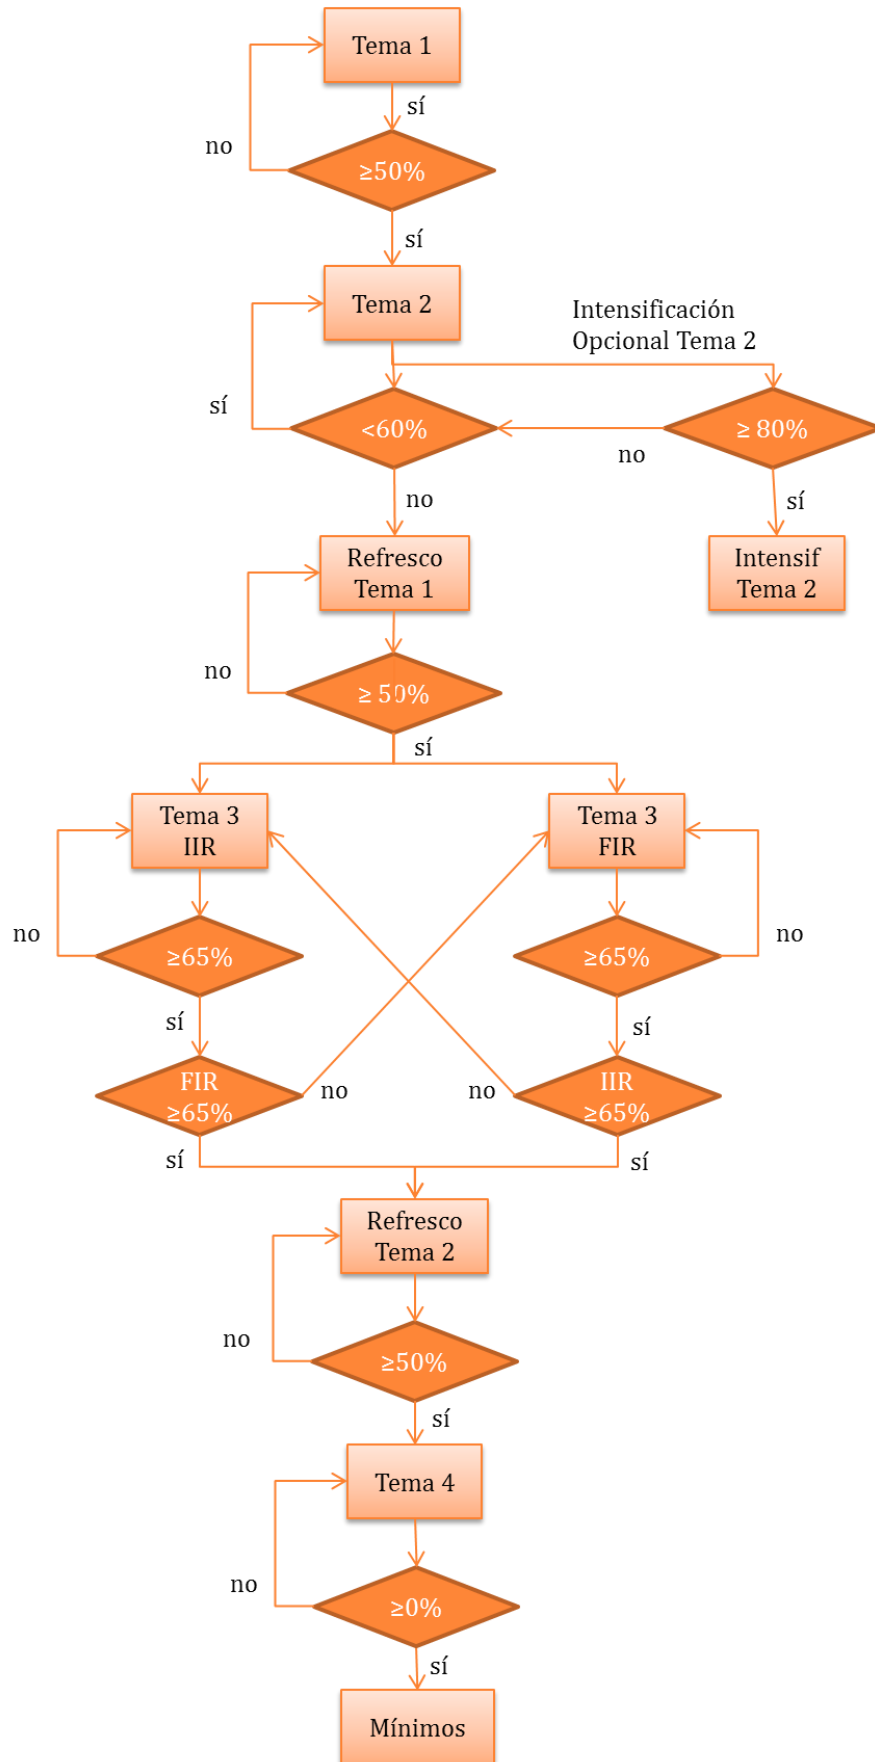 Tema 1
sí
no
≥50%
sí
Tema 2
Intensificación
Opcional Tema 2
sí
<60%
≥ 80%
no
no
sí
Refresco
Tema 1
Intensif
Tema 2
no
≥ 50%
sí
Tema 3
IIR
Tema 3
FIR
no
≥65%
≥65%
no
sí
sí
FIR
≥65%
no
no
IIR
≥65%
sí
sí
Refresco
Tema 2
no
≥50%
sí
Tema 4
no
≥0%
sí
Mínimos